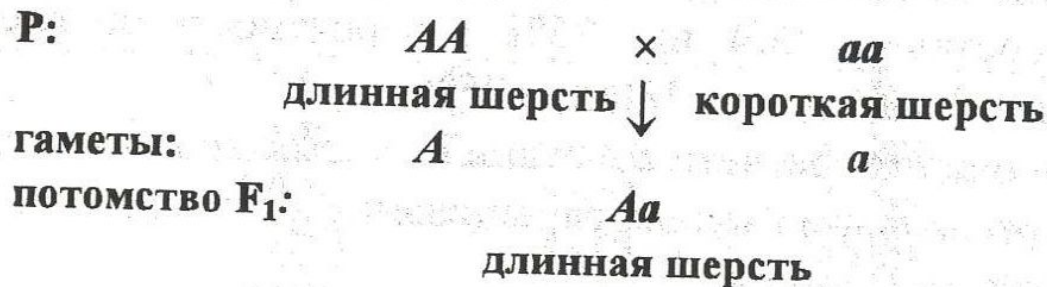 P: AA × aa
длинная шерсть ↓ короткая шерсть
гаметы: A a
потомство F₁: Aa
длинная шерсть